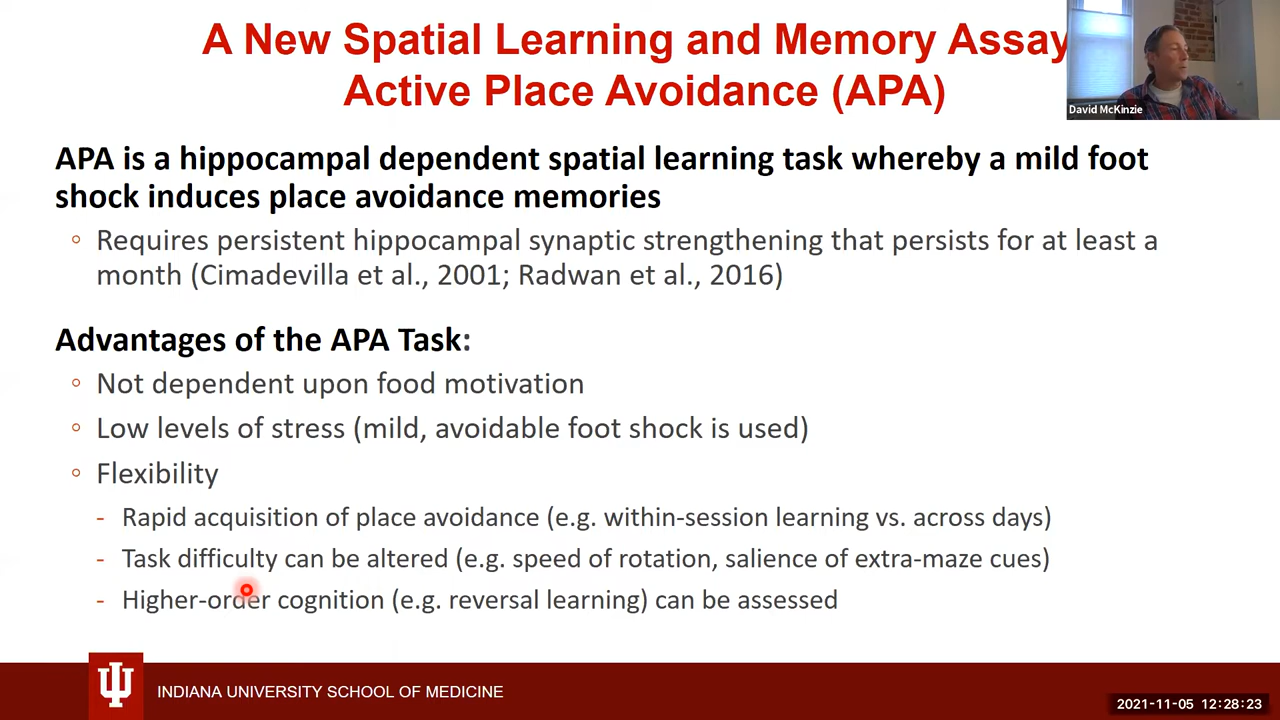 A New Spatial Learning and Memory Assay
Active Place Avoidance (APA)
David McKinzie
APA is a hippocampal dependent spatial learning task whereby a mild foot
shock induces place avoidance memories
◦ Requires persistent hippocampal synaptic strengthening that persists for at least a
month (Cimadevilla et al., 2001; Radwan et al., 2016)
Advantages of the APA Task:
◦ Not dependent upon food motivation
◦ Low levels of stress (mild, avoidable foot shock is used)
◦ Flexibility
- Rapid acquisition of place avoidance (e.g. within-session learning vs. across days)
- Task difficulty can be altered (e.g. speed of rotation, salience of extra-maze cues)
- Higher-order cognition (e.g. reversal learning) can be assessed
INDIANA UNIVERSITY SCHOOL OF MEDICINE
2021-11-05 12:28:23